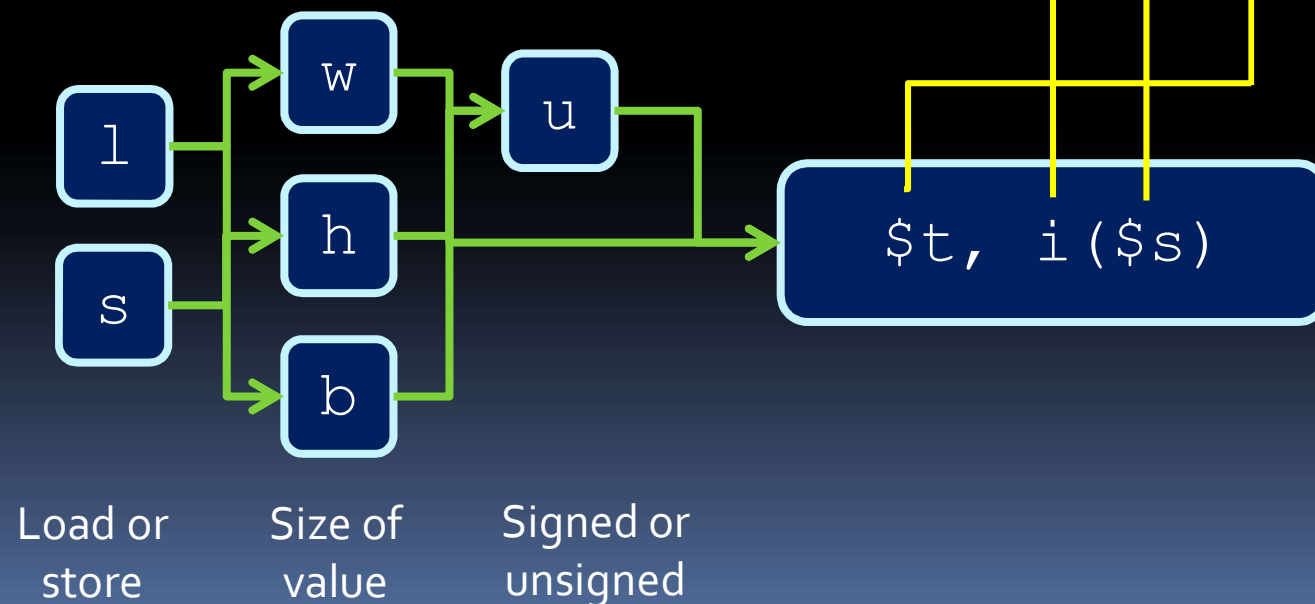 l
s
w
h
b
u
$t, i($s)
Load or
store
Size of
value
Signed or
unsigned